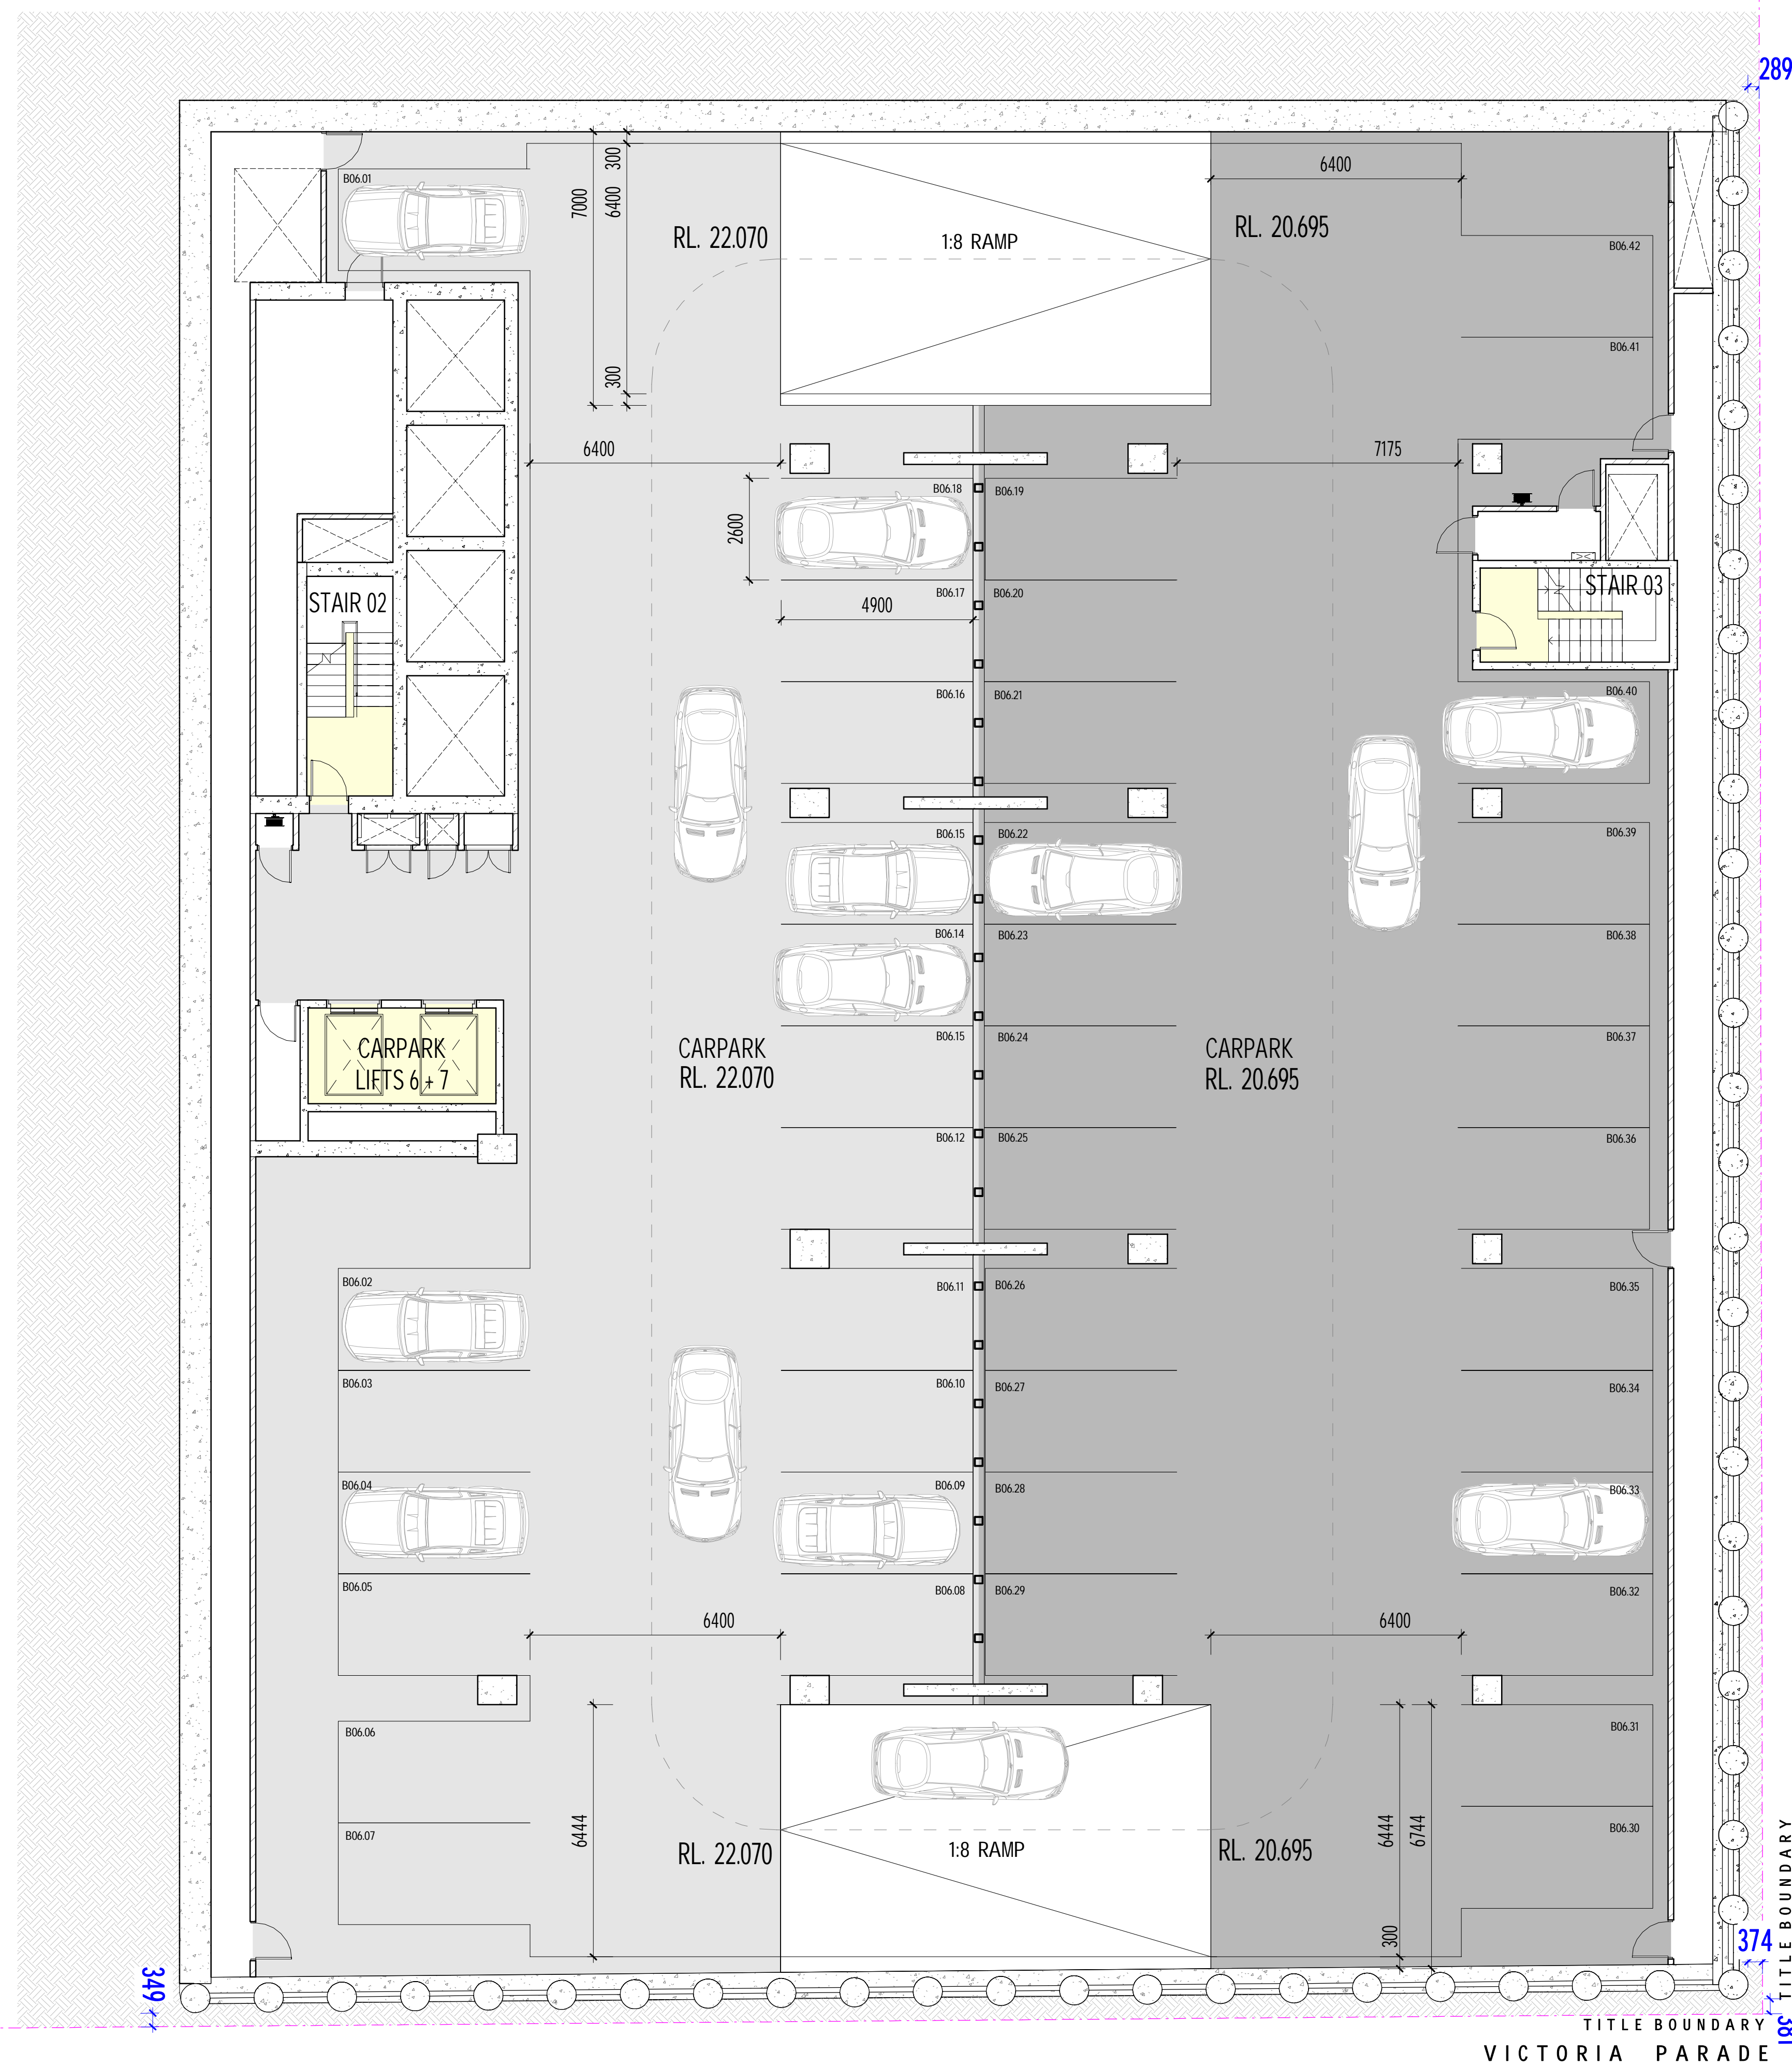 289
B06.01
300
6400
7000
RL. 22.070
1:8 RAMP
RL. 20.695
6400
B06.42
B06.41
300
6400
7175
B06.18
B06.19
2600
B06.17
B06.20
4900
STAIR 02
STAIR 03
B06.16
B06.21
B06.40
B06.15
B06.22
B06.39
B06.14
B06.23
B06.38
CARPARK
LIFTS 6 + 7
CARPARK
RL. 22.070
B06.15
B06.24
CARPARK
RL. 20.695
B06.37
B06.12
B06.25
B06.36
B06.02
B06.11
B06.26
B06.35
B06.03
B06.10
B06.27
B06.34
B06.04
B06.09
B06.28
B06.33
B06.05
B06.08
B06.29
B06.32
6400
6400
B06.06
B06.31
B06.07
6444
RL. 22.070
1:8 RAMP
RL. 20.695
6444
6744
B06.30
300
374
TITLE BOUNDARY
349
381
TITLE BOUNDARY
VICTORIA PARADE